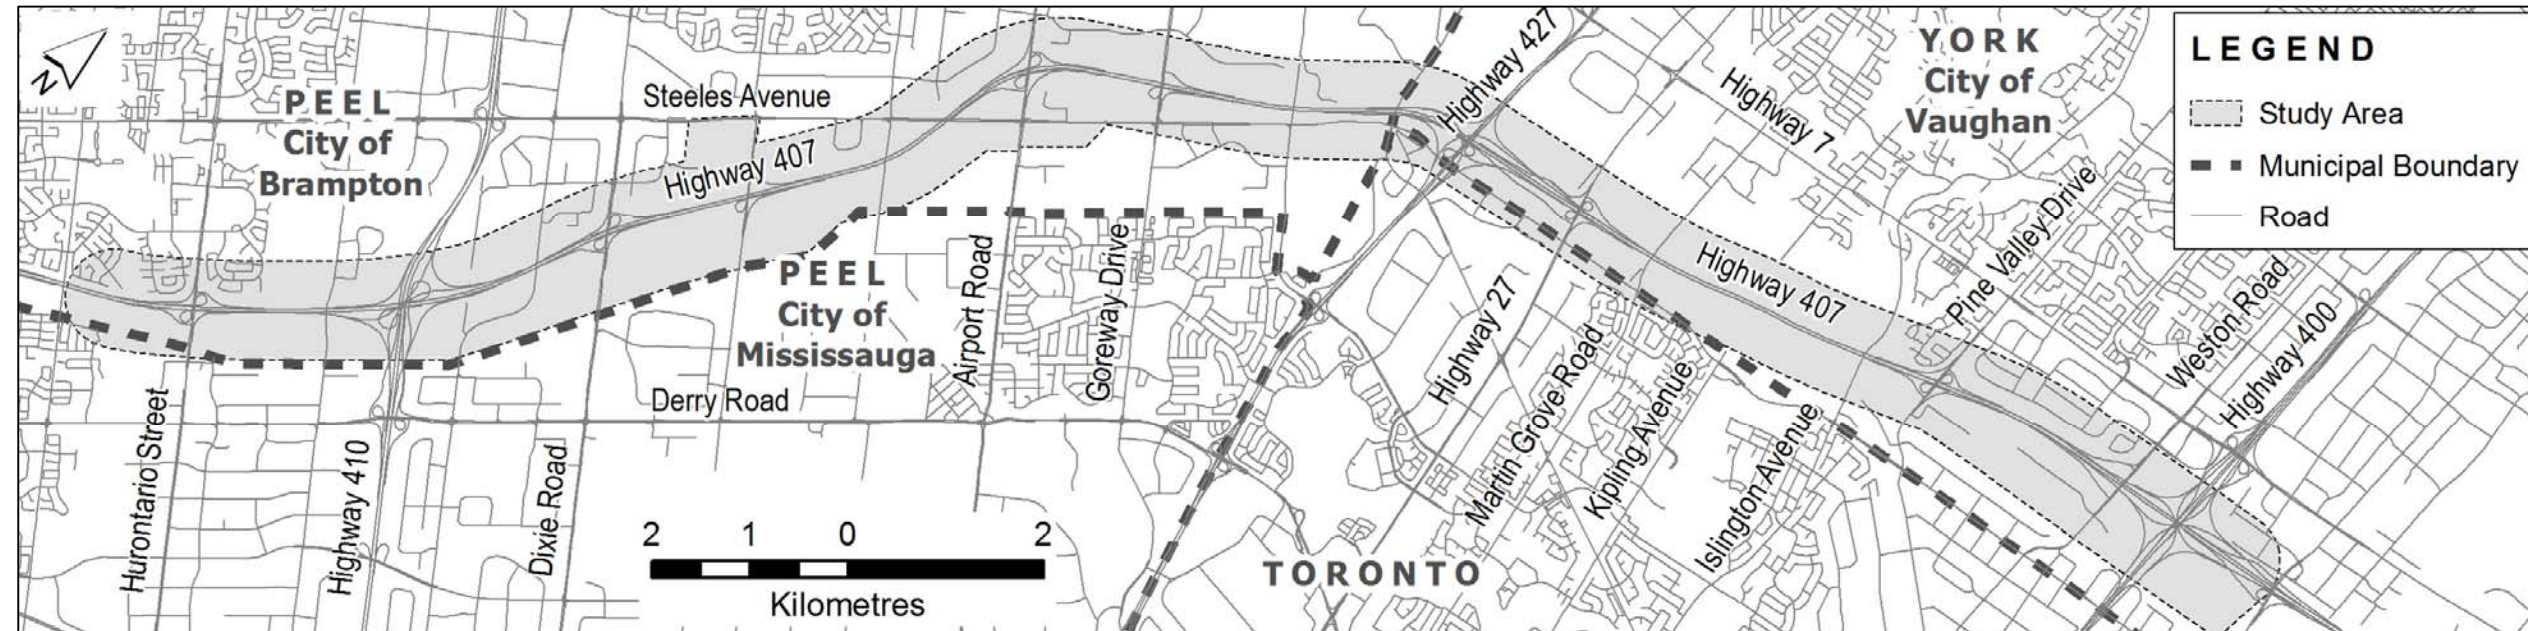 N
PEEL
City of
Brampton
Steeles Avenue
Highway 407
Highway 427
Highway 7
YORK
City of
Vaughan
LEGEND
Study Area
Municipal Boundary
Road
PEEL
City of
Mississauga
Airport Road
Goreway Drive
Derry Road
Hurontario Street
Highway 410
Dixie Road
Highway 27
Martin Grove Road
Kipling Avenue
Islington Avenue
Highway 407
Pine Valley Drive
Weston Road
Highway 400
TORONTO
2 1 0 2
Kilometres